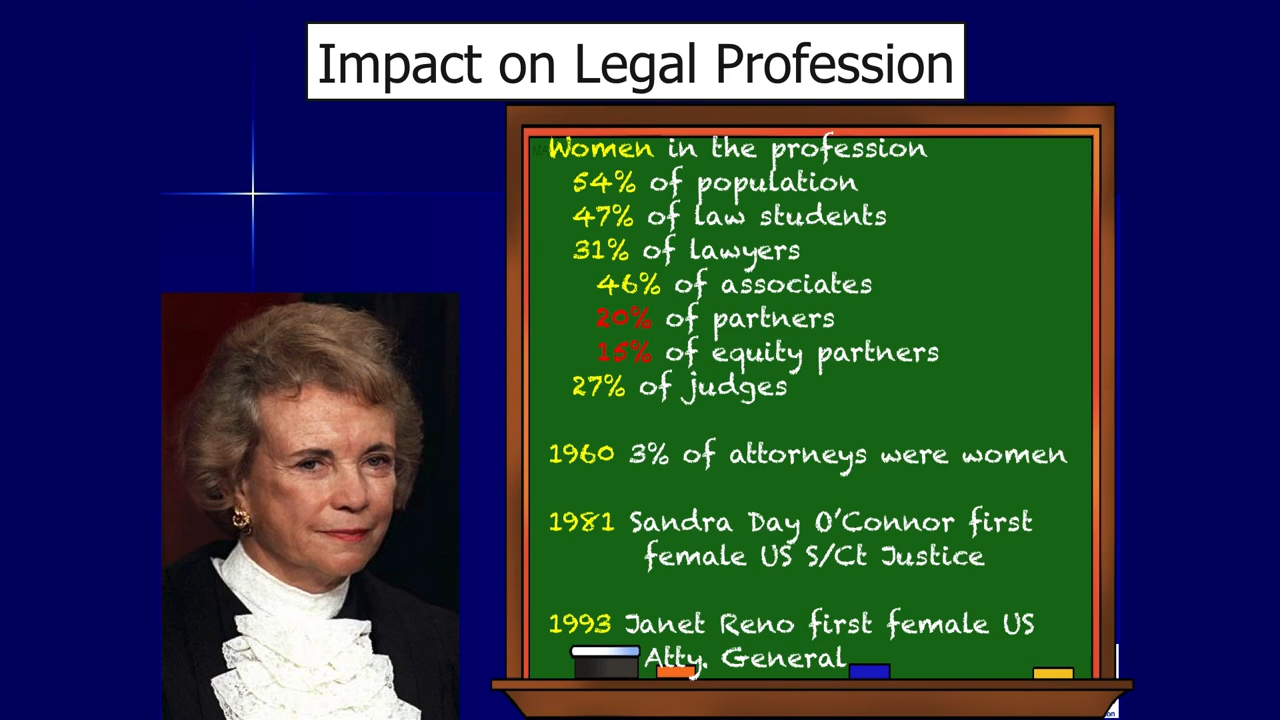 Impact on Legal Profession
Women in the profession
54% of population
47% of law students
31% of lawyers
46% of associates
20% of partners
15% of equity partners
27% of judges
1960 3% of attorneys were women
1981 Sandra Day O'Connor first
female US S/Ct Justice
1993 Janet Reno first female US
Atty. General